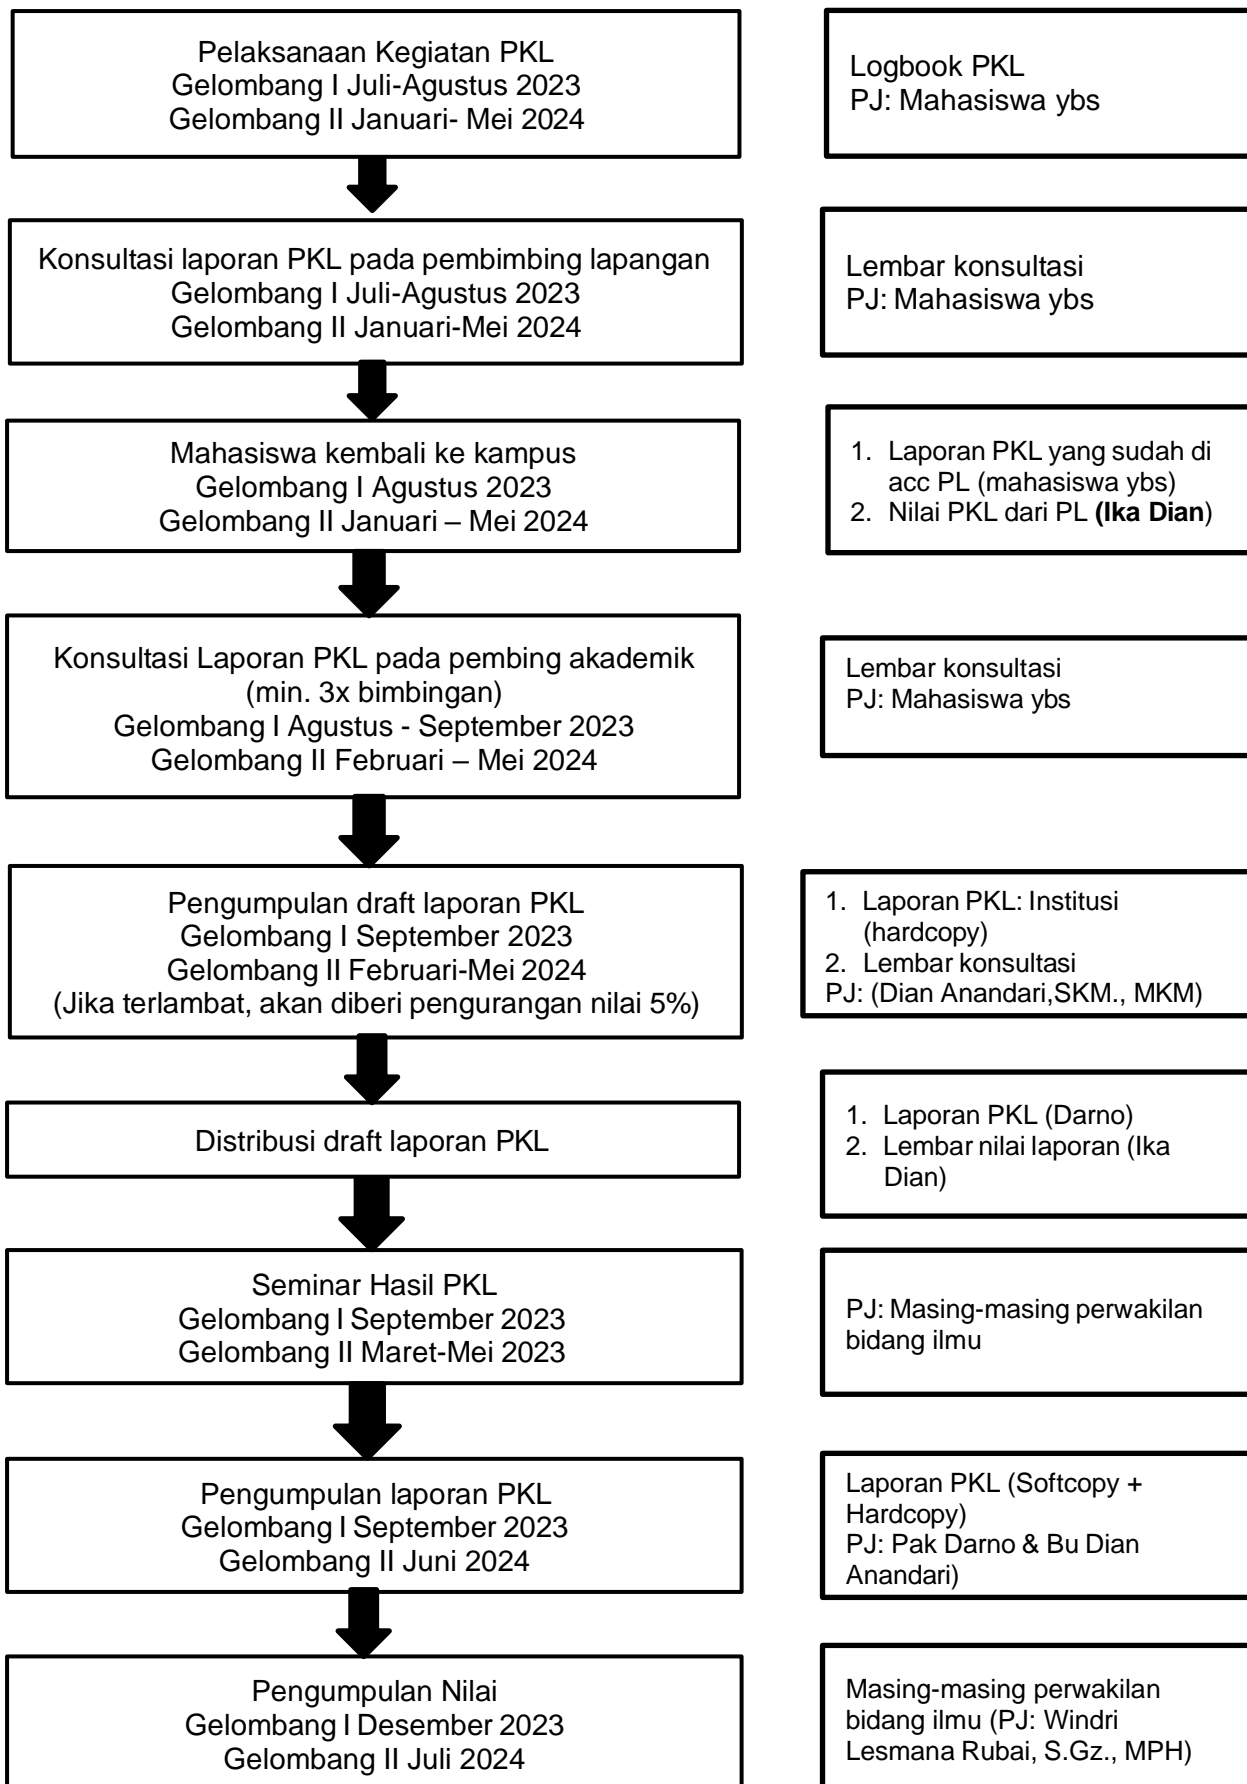 Pelaksanaan Kegiatan PKL
Gelombang I Juli-Agustus 2023
Gelombang II Januari- Mei 2024
Logbook PKL
PJ: Mahasiswa ybs
Konsultasi laporan PKL pada pembimbing lapangan
Gelombang I Juli-Agustus 2023
Gelombang II Januari-Mei 2024
Lembar konsultasi
PJ: Mahasiswa ybs
Mahasiswa kembali ke kampus
Gelombang I Agustus 2023
Gelombang II Januari – Mei 2024
1. Laporan PKL yang sudah di
acc PL (mahasiswa ybs)
2. Nilai PKL dari PL (Ika Dian)
Konsultasi Laporan PKL pada pembing akademik
(min. 3x bimbingan)
Gelombang I Agustus - September 2023
Gelombang II Februari – Mei 2024
Lembar konsultasi
PJ: Mahasiswa ybs
Pengumpulan draft laporan PKL
Gelombang I September 2023
Gelombang II Februari-Mei 2024
(Jika terlambat, akan diberi pengurangan nilai 5%)
1. Laporan PKL: Institusi
(hardcopy)
2. Lembar konsultasi
PJ: (Dian Anandari,SKM., MKM)
Distribusi draft laporan PKL
1. Laporan PKL (Darno)
2. Lembar nilai laporan (Ika
Dian)
Seminar Hasil PKL
Gelombang I September 2023
Gelombang II Maret-Mei 2023
PJ: Masing-masing perwakilan
bidang ilmu
Pengumpulan laporan PKL
Gelombang I September 2023
Gelombang II Juni 2024
Laporan PKL (Softcopy +
Hardcopy)
PJ: Pak Darno & Bu Dian
Anandari)
Pengumpulan Nilai
Gelombang I Desember 2023
Gelombang II Juli 2024
Masing-masing perwakilan
bidang ilmu (PJ: Windri
Lesmana Rubai, S.Gz., MPH)